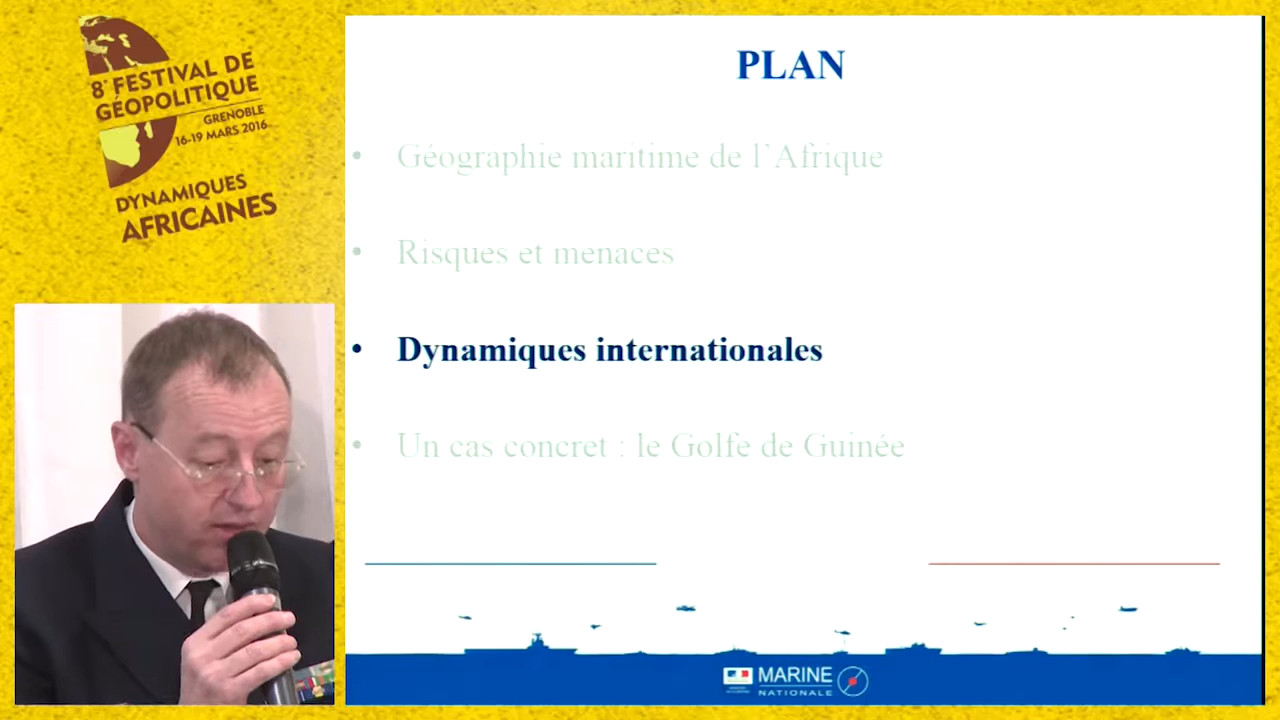 8e FESTIVAL DE
GÉOPOLITIQUE
GRENOBLE
16-19 MARS 2016
DYNAMIQUES
AFRICAINES
PLAN
• Géographie maritime de l'Afrique
• Risques et menaces
• Dynamiques internationales
• Un cas concret : le Golfe de Guinée
MARINE
NATIONALE